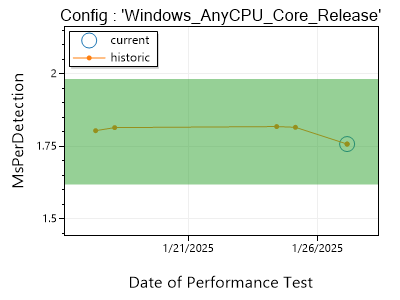 Config : 'Windows_AnyCPU_Core_Release'
current
historic
MsPerDetection
2
1.75
1.5
1/21/2025
1/26/2025
Date of Performance Test